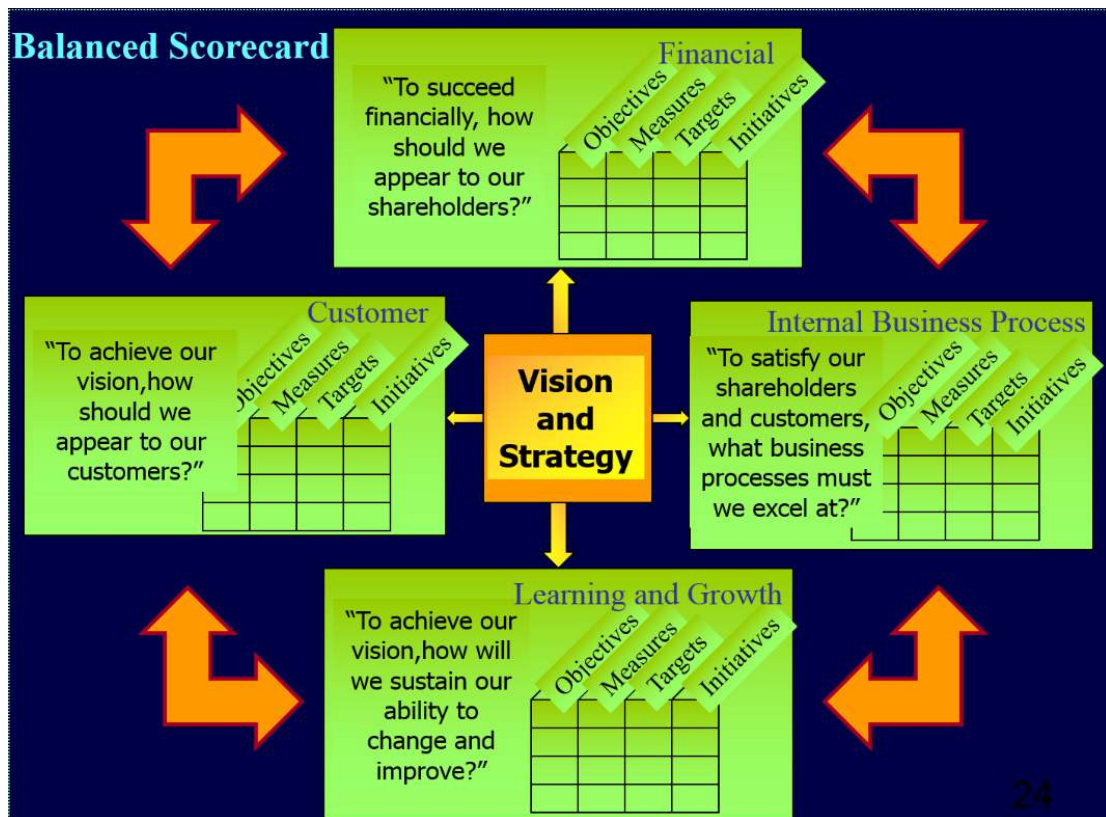 Balanced Scorecard
Financial
“To succeed
financially, how
should we
appear to our
shareholders?”
Objectives
Measures
Targets
Initiatives
Customer
“To achieve our
vision,how
should we
appear to our
customers?”
Objectives
Measures
Targets
Initiatives
Vision
and
Strategy
Internal Business Process
“To satisfy our
shareholders
and customers,
what business
processes must
we excel at?”
Objectives
Measures
Targets
Initiatives
Learning and Growth
“To achieve our
vision,how will
we sustain our
ability to
change and
improve?”
Objectives
Measures
Targets
Initiatives
24